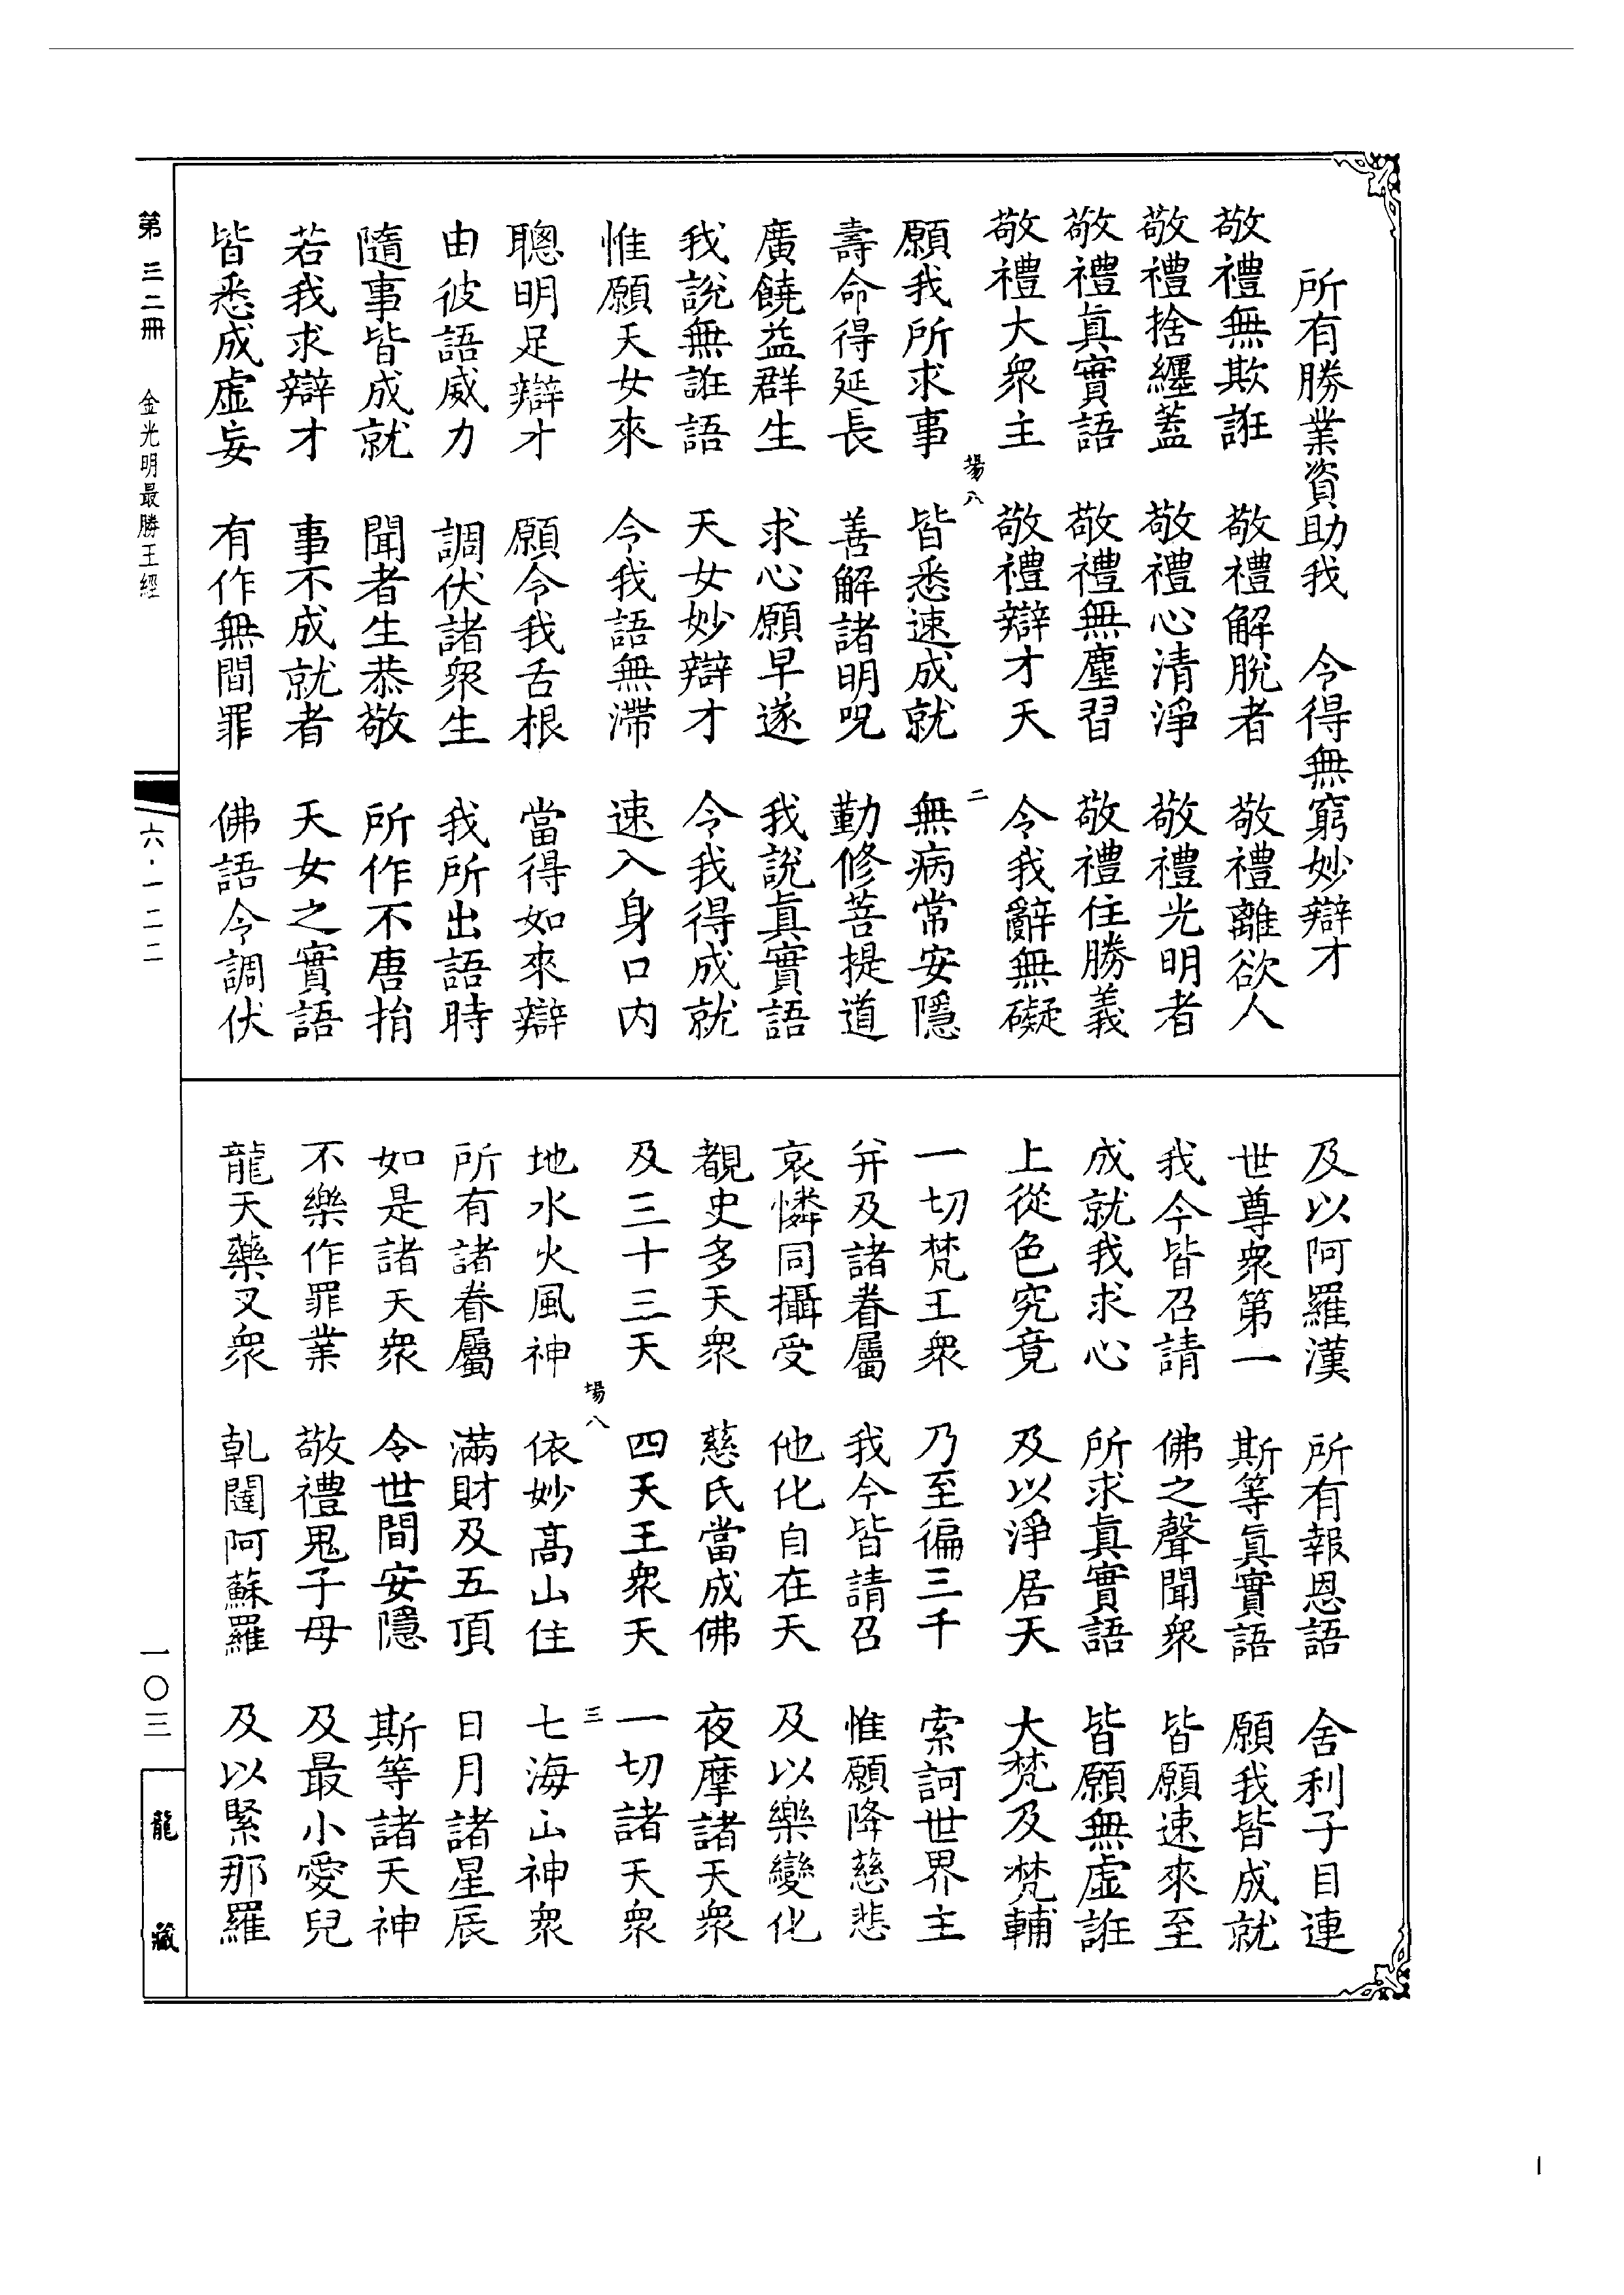 所有勝業資助我　令得無窮妙辯才
敬禮無欺誑　敬禮解脫者　敬禮離欲人
敬禮捨纏蓋　敬禮心清淨　敬禮光明者
敬禮眞實語　敬禮無塵習　敬禮住勝義
敬禮大衆主　敬禮辯才天　令我辭無礙
塲八　二
願我所求事　皆悉速成就　無病常安隱
壽命得延長　善解諸明呪　勤修菩提道
廣饒益群生　求心願早遂　我說眞實語
我說無誑語　天女妙辯才　令我得成就
惟願天女來　令我語無滯　速入身口内
聰明足辯才　願令我舌根　當得如來辯
由彼語威力　調伏諸衆生　我所出語時
隨事皆成就　聞者生恭敬　所作不唐捐
若我求辯才　事不成就者　天女之實語
皆悉成虛妄　有作無間罪　佛語令調伏
及以阿羅漢　所有報恩語　舍利子目連
世尊衆第一　斯等眞實語　願我皆成就
我今皆召請　佛之聲聞衆　皆願速來至
成就我求心　所求眞實語　皆願無虛誑
上從色究竟　及以淨居天　大梵及梵輔
一切梵王衆　乃至徧三千　索訶世界主
并及諸眷屬　我今皆請召　惟願降慈悲
哀憐同攝受　他化自在天　及以樂變化
覩史多天衆　慈氏當成佛　夜摩諸天衆
及三十三天　四天王衆天　一切諸天衆
塲八　三
地水火風神　依妙高山住　七海山神衆
所有諸眷屬　滿財及五頂　日月諸星辰
如是諸天衆　令世間安隱　斯等諸天神
不樂作罪業　敬禮鬼子母　及最小愛兒
龍天藥叉衆　乹闥阿蘇羅　及以緊那羅
第三二冊　金光明最勝王經　六·一二二　一〇三　龍藏
1